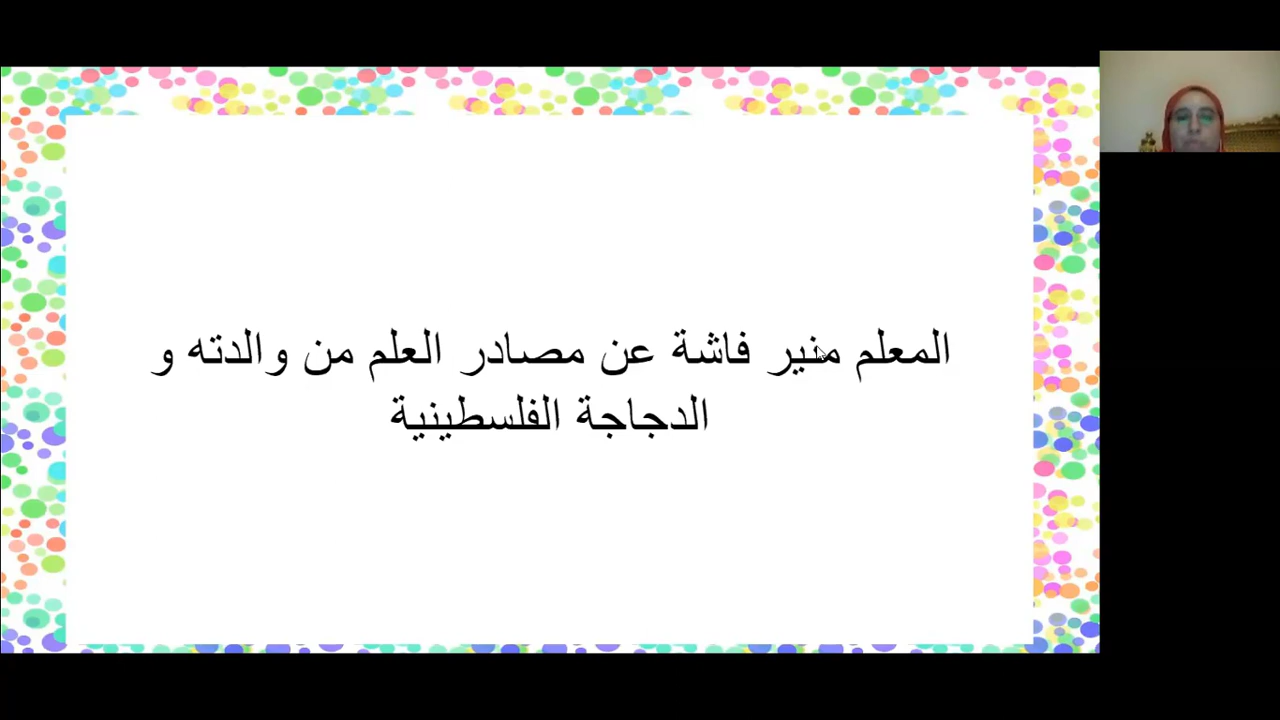 المعلم منير فاشة عن مصادر العلم من والدته و
الدجاجة الفلسطينية